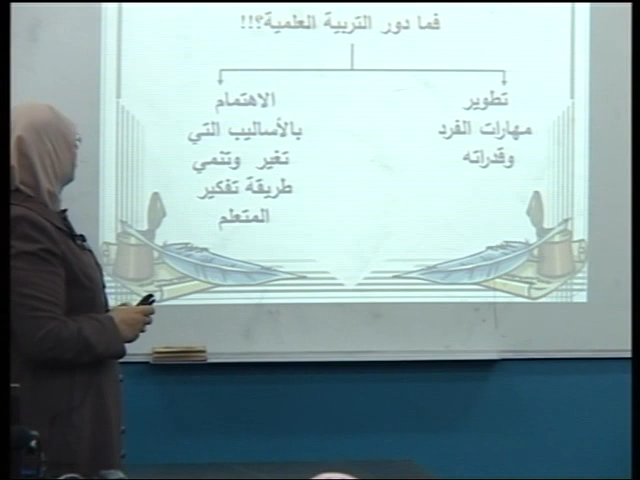 فما دور التربية العلمية؟!!
تطوير
مهارات الفرد
وقدراته
الاهتمام
بالأساليب التي
تغير وتنمي
طريقة تفكير
المتعلم